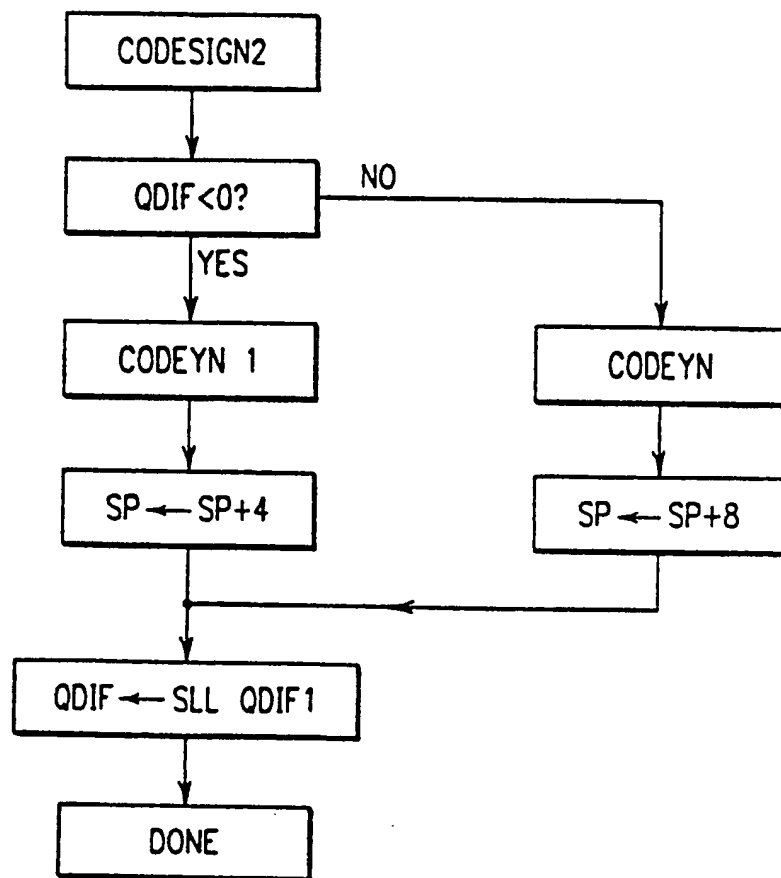 CODESIGN2
QDIF<0?
NO
YES
CODEYN 1
CODEYN
SP ← SP+4
SP ← SP+8
QDIF ← SLL QDIF1
DONE